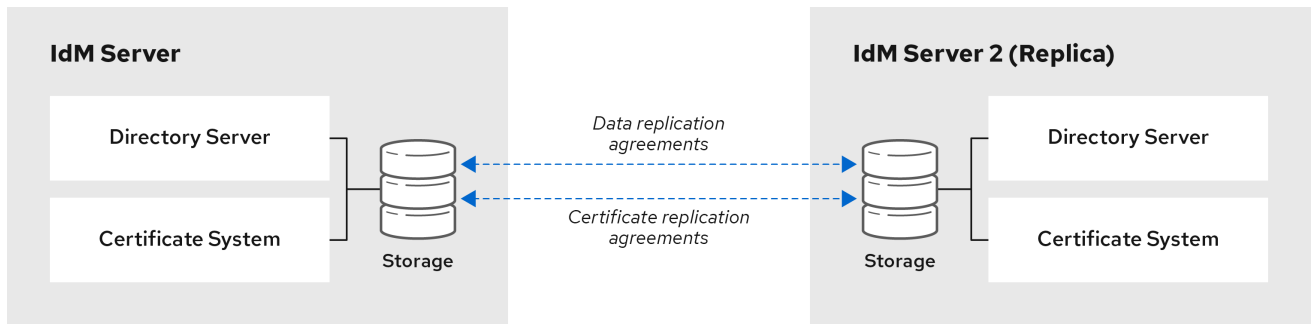 IdM Server
Directory Server
Certificate System
Storage
Data replication
agreements
Certificate replication
agreements
IdM Server 2 (Replica)
Storage
Directory Server
Certificate System